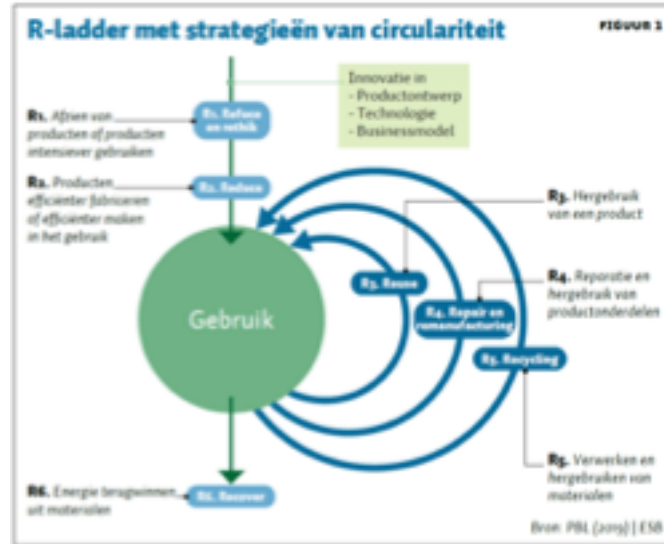 R-ladder met strategieën van circulariteit
FIGUUR 1
Innovatie in
- Productontwerp
- Technologie
- Businessmodel
R1. Afzien van
producten of producten
intensiever gebruiken
R1. Refuse
en rethik
R2. Producten
efficiënter fabriceren
of efficiënter maken
in het gebruik
R2. Reduce
R3. Hergebruik
van een product
R3. Reuse
Gebruik
R4. Reparatie en
hergebruik van
productonderdelen
R4. Repair en
remanufacturing
R5. Recycling
R5. Verwerken en
hergebruiken van
materialen
R6. Energie terugwinnen
uit materialen
R6. Recover
Bron: PBL (2019) | ESB